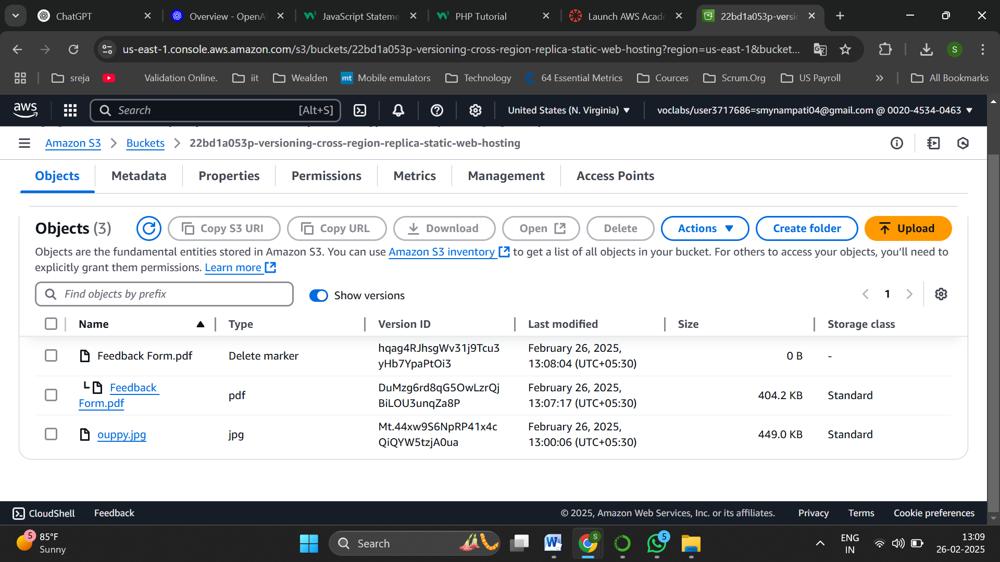 ChatGPT
Overview - OpenA
JavaScript Stateme
PHP Tutorial
Launch AWS Acade
22bd1a053p-versi
us-east-1.console.aws.amazon.com/s3/buckets/22bd1a053p-versioning-cross-region-replica-static-web-hosting?region=us-east-1&bucket...
S
sreja
Validation Online.
iit
Wealden
mt
Mobile emulators
Technology
64 Essential Metrics
Cources
Scrum.Org
US Payroll
All Bookmarks
aws
Search
[Alt+S]
United States (N. Virginia)
voclabs/user3717686=smynampati04@gmail.com @ 0020-4534-0463
Amazon S3
Buckets
22bd1a053p-versioning-cross-region-replica-static-web-hosting
Objects
Metadata
Properties
Permissions
Metrics
Management
Access Points
Objects (3)
Copy S3 URI
Copy URL
Download
Open
Delete
Actions
Create folder
Upload
Objects are the fundamental entities stored in Amazon S3. You can use Amazon S3 inventory to get a list of all objects in your bucket. For others to access your objects, you'll need to
explicitly grant them permissions. Learn more
Find objects by prefix
Show versions
1
Name
Type
Version ID
Last modified
Size
Storage class
Feedback Form.pdf
Delete marker
hqag4RJhsgWv31j9Tcu3
yHb7YpaPtOi3
February 26, 2025,
13:08:04 (UTC+05:30)
0 B
-
Feedback
Form.pdf
pdf
DuMzg6rd8qG5OwLzrQj
BiLOU3unqZa8P
February 26, 2025,
13:07:17 (UTC+05:30)
404.2 KB
Standard
ouppy.jpg
jpg
Mt.44xw9S6NpRP41x4c
QiQYW5tzjA0ua
February 26, 2025,
13:00:06 (UTC+05:30)
449.0 KB
Standard
CloudShell
Feedback
© 2025, Amazon Web Services, Inc. or its affiliates.
Privacy
Terms
Cookie preferences
5
85°F
Sunny
Search
S
5
ENG
IN
13:09
26-02-2025